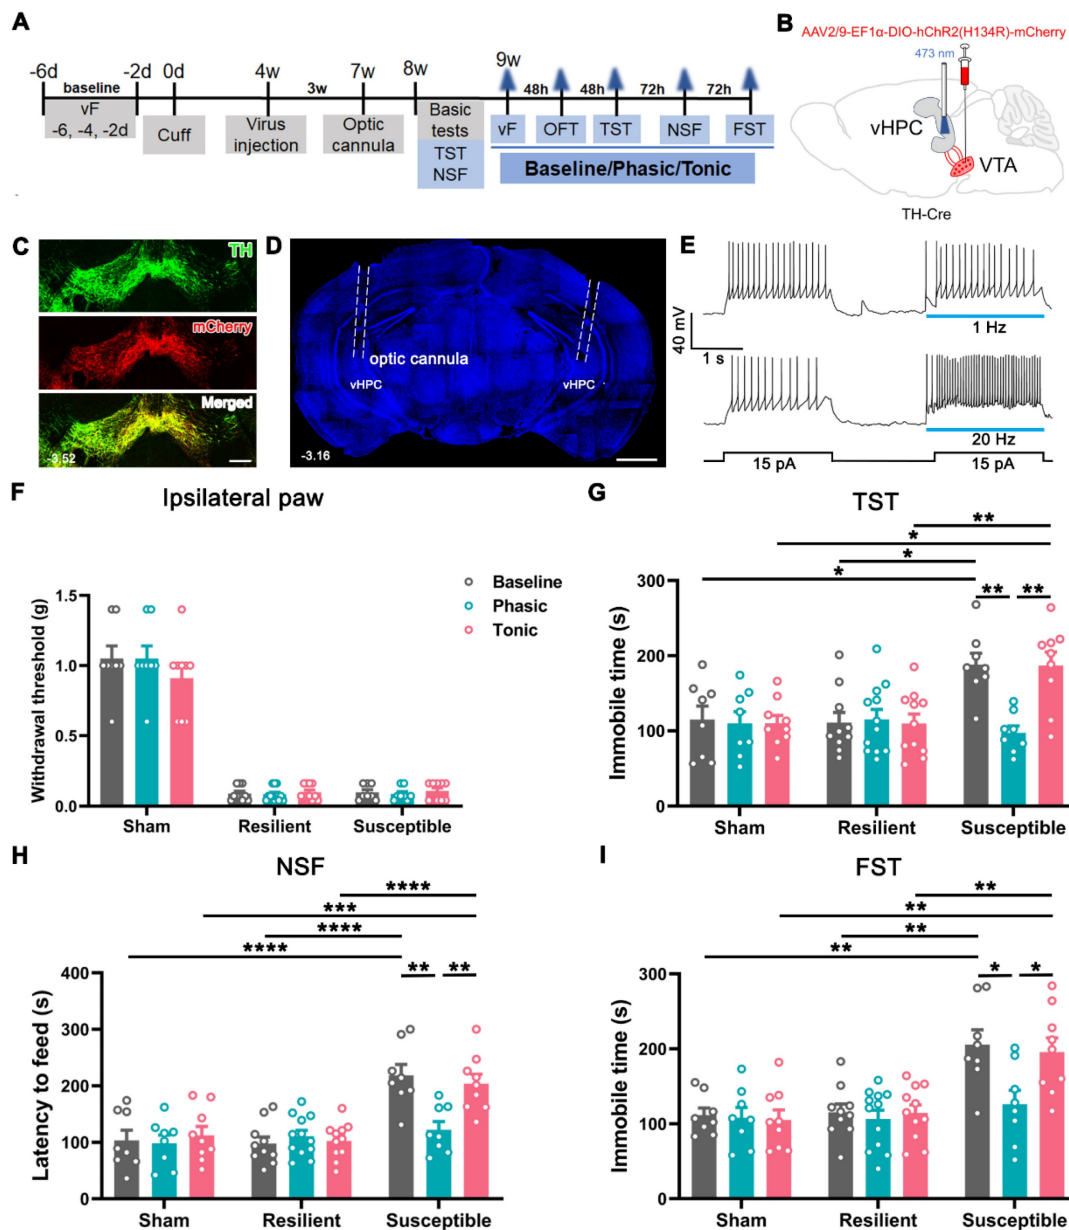 A
-6d
-2d
0d
4w
7w
8w
9w
baseline
3w
48h
48h
72h
72h
vF
-6, -4, -2d
Cuff
Virus
injection
Optic
cannula
Basic
tests
TST
NSF
vF
OFT
TST
NSF
FST
Baseline/Phasic/Tonic
B
AAV2/9-EF1α-DIO-hChR2(H134R)-mCherry
473 nm
vHPC
VTA
TH-Cre
C
TH
mCherry
Merged
-3.52
D
optic cannula
vHPC
vHPC
-3.16
E
40 mV
1 s
1 Hz
20 Hz
15 pA
15 pA
F
Ipsilateral paw
Withdrawal threshold (g)
1.5
1.0
0.5
0.0
Sham
Resilient
Susceptible
Baseline
Phasic
Tonic
G
TST
**
*
*
*
** **
Immobile time (s)
300
200
100
0
Sham
Resilient
Susceptible
H
NSF
****
***
****
****
** **
Latency to feed (s)
400
300
200
100
0
Sham
Resilient
Susceptible
I
FST
**
**
**
**
* *
Immobile time (s)
300
200
100
0
Sham
Resilient
Susceptible